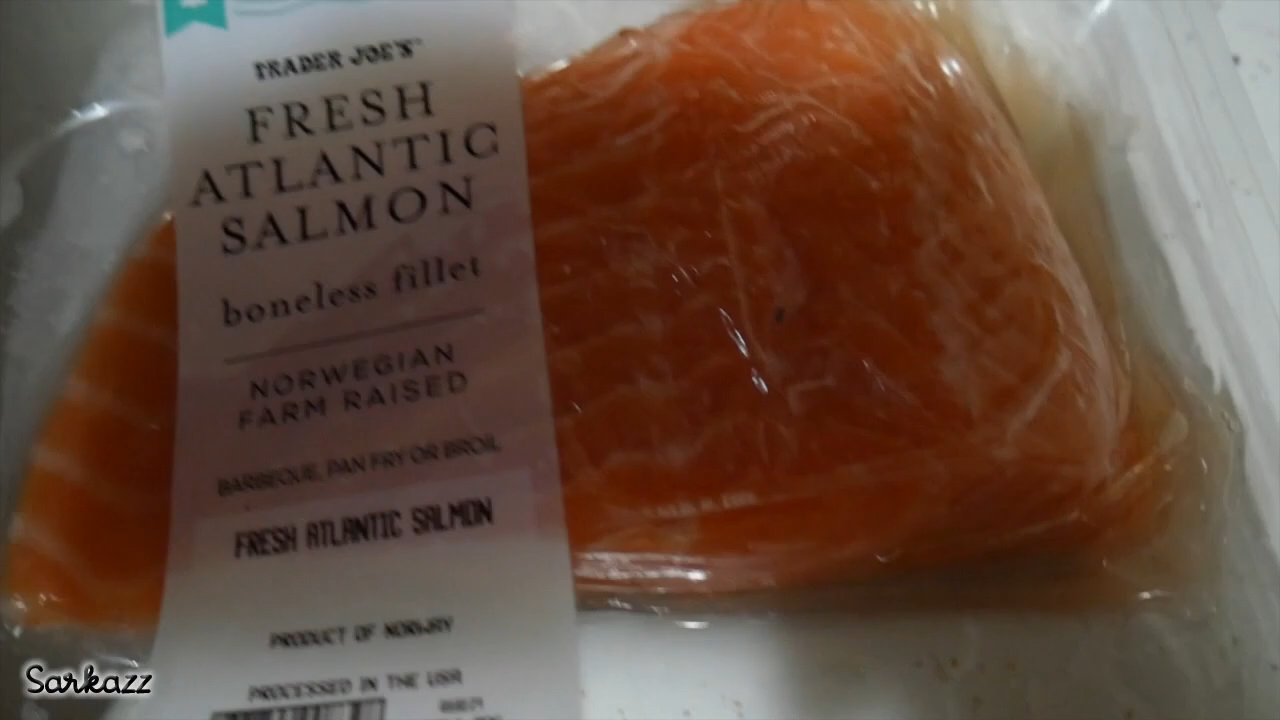 TRADER JOE'S™
FRESH
ATLANTIC
SALMON
boneless fillet
NORWEGIAN
FARM RAISED
BARBEQUE, PAN FRY OR BROIL
FRESH ATLANTIC SALMON
PRODUCT OF NORWAY
PROCESSED IN THE USA
Sarkazz